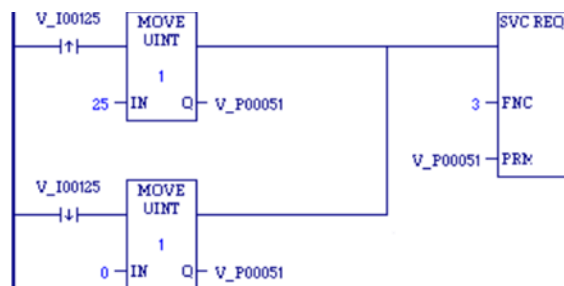 V_I00125
MOVE
UINT
1
25 IN Q V_P00051
SVC REQ
3 FNC
V_P00051 PRM
V_I00125
MOVE
UINT
1
0 IN Q V_P00051